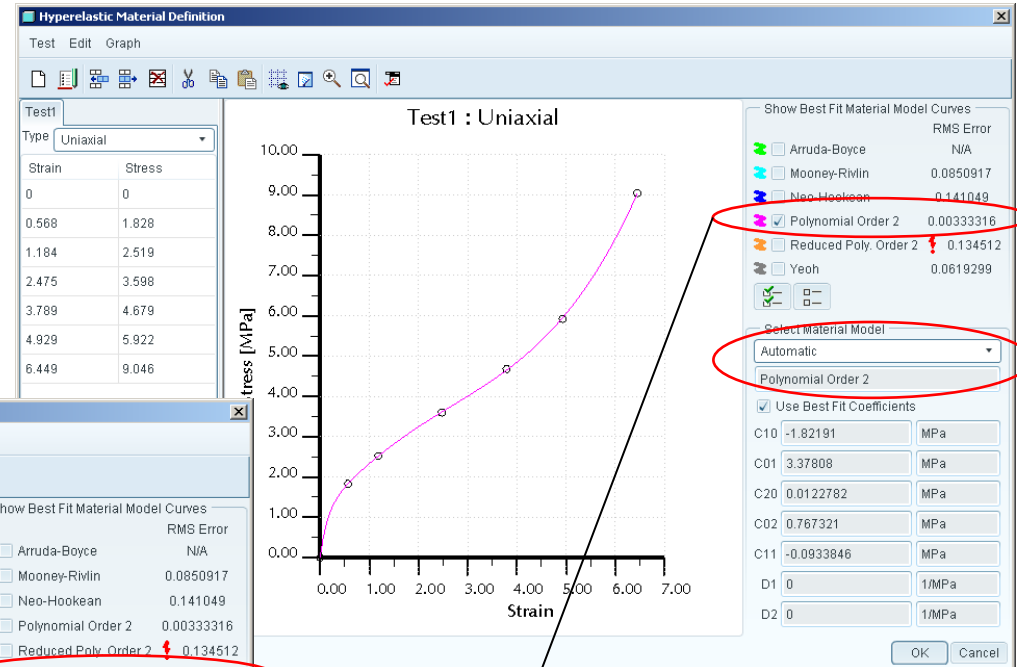 Hyperelastic Material Definition
Test Edit Graph
Test1
Type Uniaxial
Strain Stress
0 0
0.568 1.828
1.184 2.519
2.475 3.598
3.789 4.679
4.929 5.922
6.449 9.046
Test1 : Uniaxial
10.00
9.00
8.00
7.00
6.00
5.00
4.00
3.00
2.00
1.00
0.00
tress [MPa]
0.00 1.00 2.00 3.00 4.00 5.00 6.00 7.00
Strain
Show Best Fit Material Model Curves
RMS Error
Arruda-Boyce N/A
Mooney-Rivlin 0.0850917
Neo-Hookean 0.141049
Polynomial Order 2 0.00333316
Reduced Poly. Order 2 0.134512
Yeoh 0.0619299
Select Material Model
Automatic
Polynomial Order 2
Use Best Fit Coefficients
C10 -1.82191 MPa
C01 3.37808 MPa
C20 0.0122782 MPa
C02 0.767321 MPa
C11 -0.0933846 MPa
D1 0 1/MPa
D2 0 1/MPa
OK Cancel
how Best Fit Material Model Curves
RMS Error
Arruda-Boyce N/A
Mooney-Rivlin 0.0850917
Neo-Hookean 0.141049
Polynomial Order 2 0.00333316
Reduced Poly. Order 2 0.134512